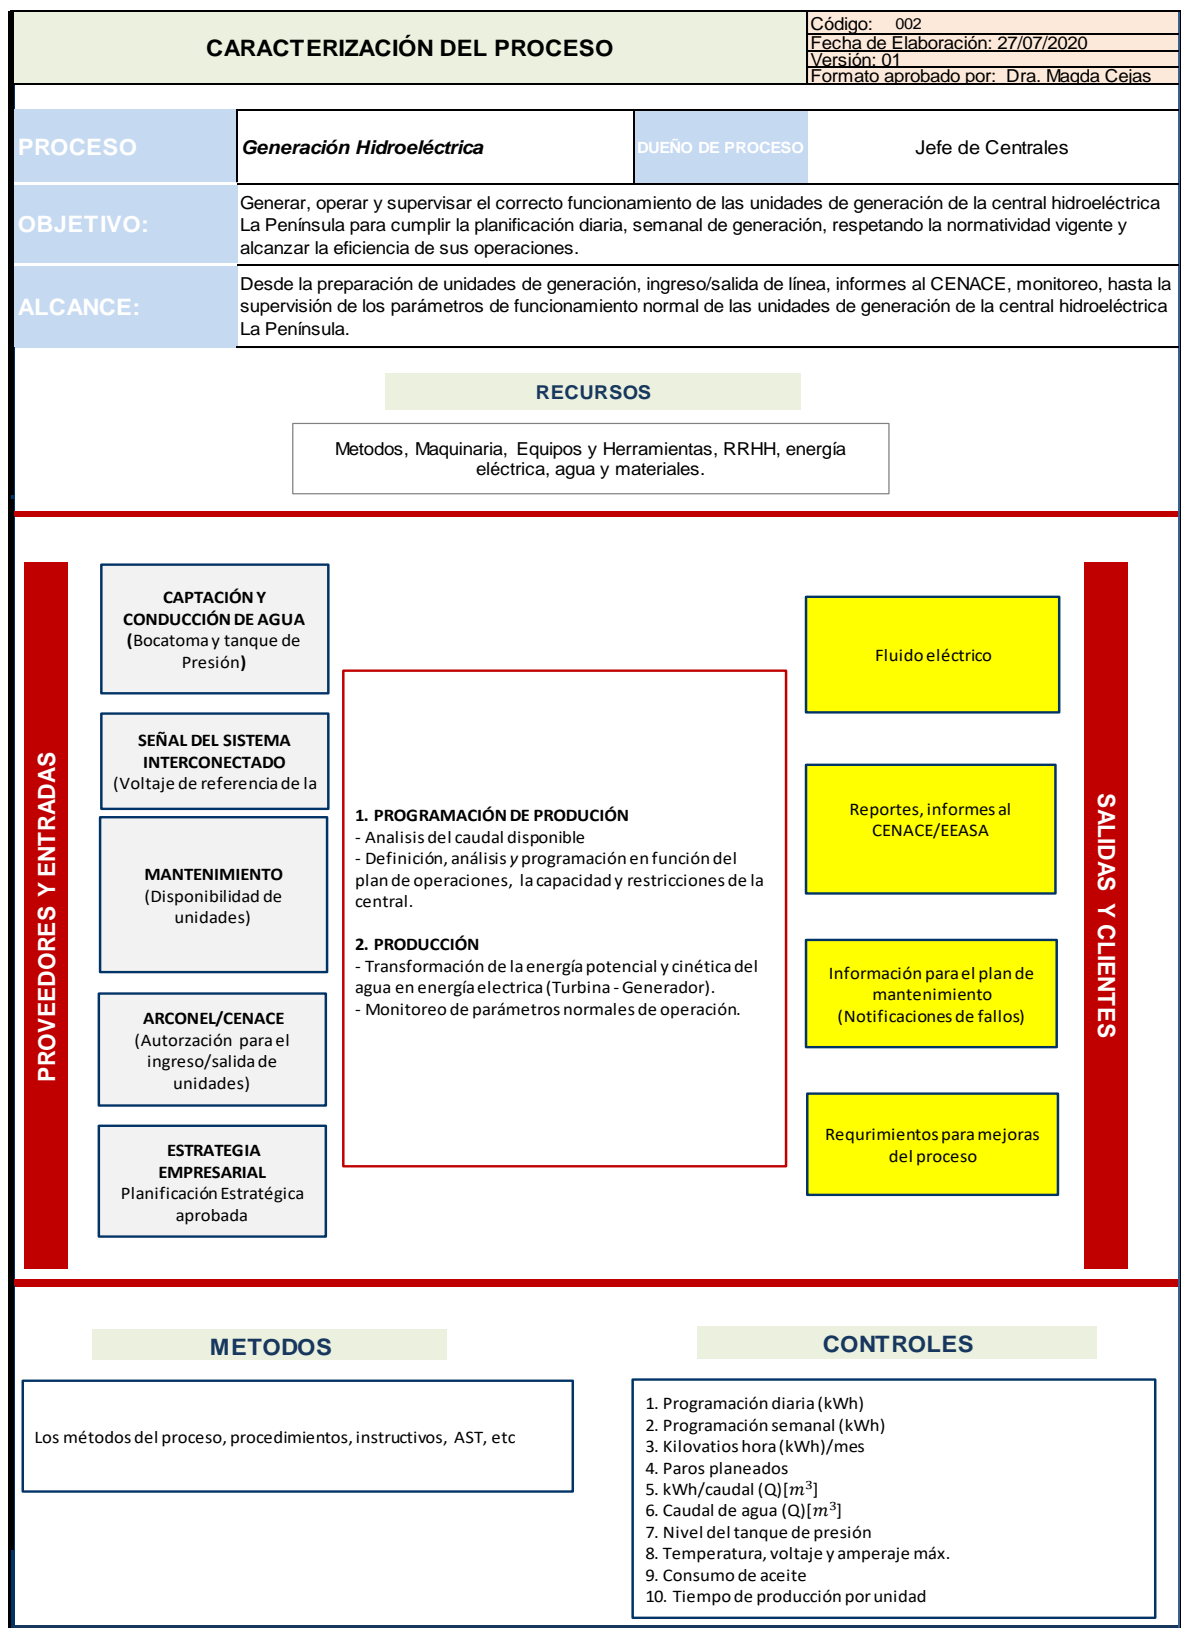 CARACTERIZACIÓN DEL PROCESO
Código: 002
Fecha de Elaboración: 27/07/2020
Versión: 01
Formato aprobado por: Dra. Magda Cejas
PROCESO
Generación Hidroeléctrica
DUEÑO DE PROCESO
Jefe de Centrales
OBJETIVO:
Generar, operar y supervisar el correcto funcionamiento de las unidades de generación de la central hidroeléctrica
La Península para cumplir la planificación diaria, semanal de generación, respetando la normatividad vigente y
alcanzar la eficiencia de sus operaciones.
ALCANCE:
Desde la preparación de unidades de generación, ingreso/salida de línea, informes al CENACE, monitoreo, hasta la
supervisión de los parámetros de funcionamiento normal de las unidades de generación de la central hidroeléctrica
La Península.
RECURSOS
Metodos, Maquinaria, Equipos y Herramientas, RRHH, energía
eléctrica, agua y materiales.
PROVEEDORES Y ENTRADAS
CAPTACIÓN Y
CONDUCCIÓN DE AGUA
(Bocatoma y tanque de
Presión)
SEÑAL DEL SISTEMA
INTERCONECTADO
(Voltaje de referencia de la
MANTENIMIENTO
(Disponibilidad de
unidades)
ARCONEL/CENACE
(Autorzación para el
ingreso/salida de
unidades)
ESTRATEGIA
EMPRESARIAL
Planificación Estratégica
aprobada
1. PROGRAMACIÓN DE PRODUCIÓN
- Analisis del caudal disponible
- Definición, análisis y programación en función del
plan de operaciones, la capacidad y restricciones de la
central.
2. PRODUCCIÓN
- Transformación de la energía potencial y cinética del
agua en energía electrica (Turbina - Generador).
- Monitoreo de parámetros normales de operación.
Fluido eléctrico
Reportes, informes al
CENACE/EEASA
Información para el plan de
mantenimiento
(Notificaciones de fallos)
Requrimientos para mejoras
del proceso
SALIDAS Y CLIENTES
METODOS
Los métodos del proceso, procedimientos, instructivos, AST, etc
CONTROLES
1. Programación diaria (kWh)
2. Programación semanal (kWh)
3. Kilovatios hora (kWh)/mes
4. Paros planeados
5. kWh/caudal (Q)[m³]
6. Caudal de agua (Q)[m³]
7. Nivel del tanque de presión
8. Temperatura, voltaje y amperaje máx.
9. Consumo de aceite
10. Tiempo de producción por unidad